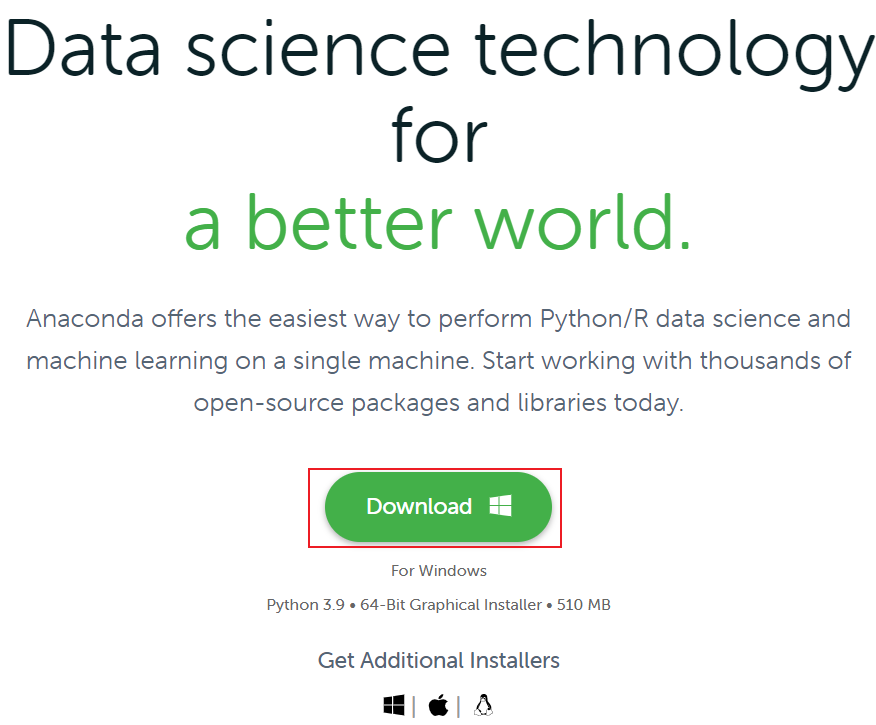 Data science technology
for
a better world.
Anaconda offers the easiest way to perform Python/R data science and
machine learning on a single machine. Start working with thousands of
open-source packages and libraries today.
Download
For Windows
Python 3.9 • 64-Bit Graphical Installer • 510 MB
Get Additional Installers